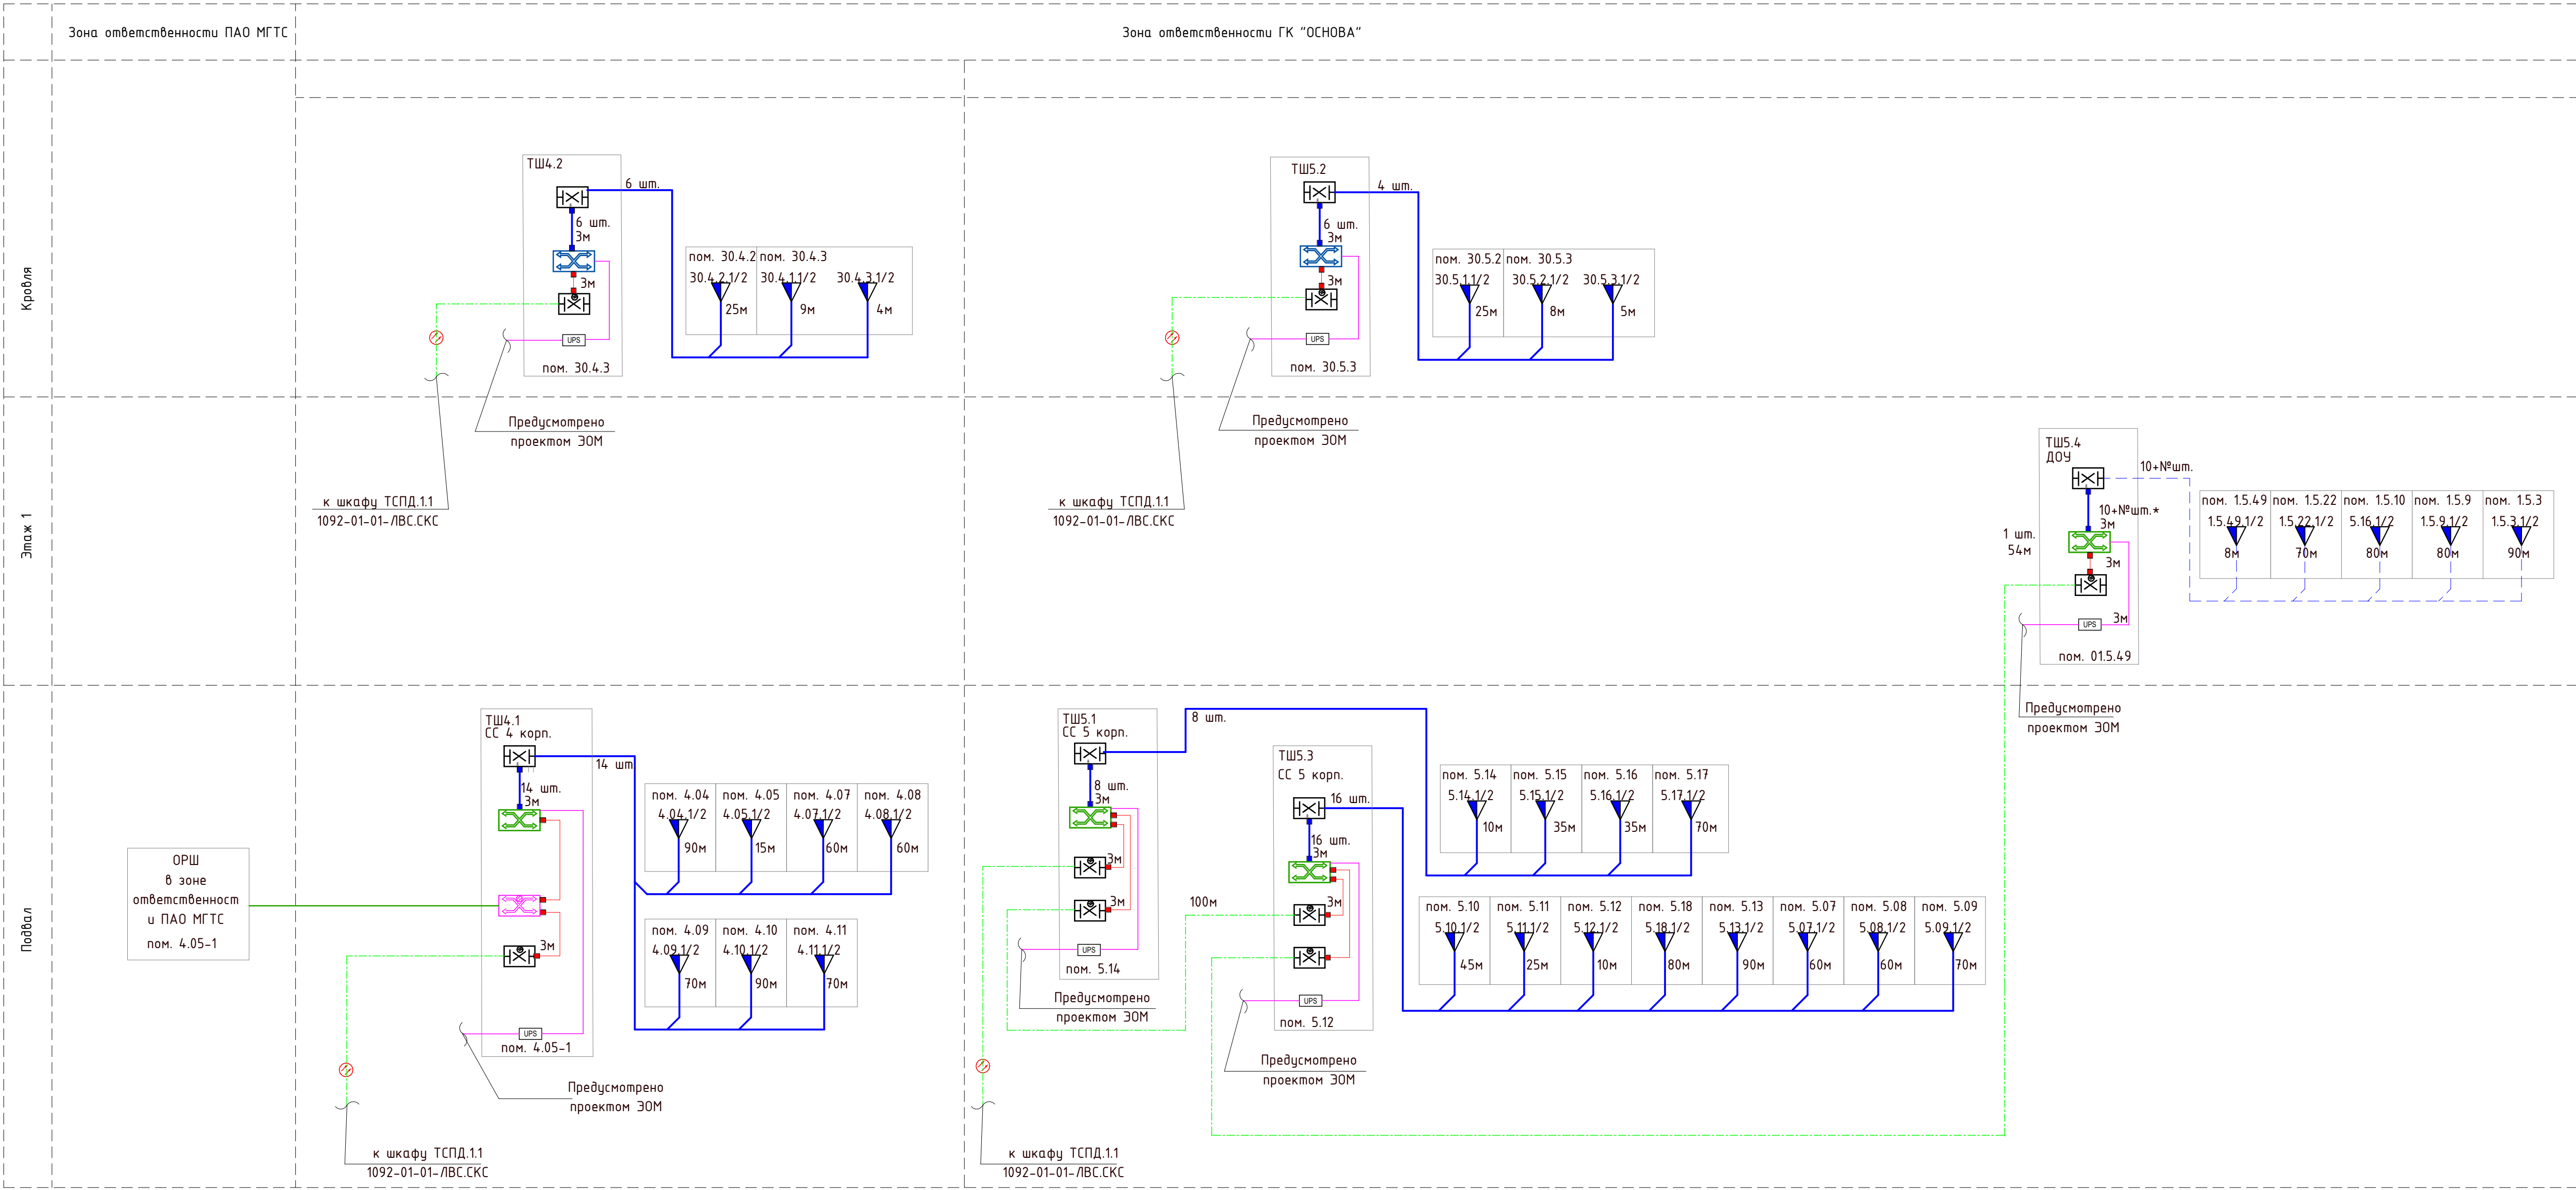 Зона ответственности ПАО МГТС
Зона ответственности ГК "ОСНОВА"
Кровля
ТШ4.2
6 шт.
6 шт.
3м
3м
UPS
пом. 30.4.3
пом. 30.4.2
пом. 30.4.3
30.4.2.1/2
30.4.1.1/2
30.4.3.1/2
25м
9м
4м
Предусмотрено
проектом ЭОМ
к шкафу ТСПД.1.1
1092-01-01-ЛВС.СКС
ТШ5.2
4 шт.
6 шт.
3м
3м
UPS
пом. 30.5.3
пом. 30.5.2
пом. 30.5.3
30.5.1.1/2
30.5.2.1/2
30.5.3.1/2
25м
8м
5м
Предусмотрено
проектом ЭОМ
к шкафу ТСПД.1.1
1092-01-01-ЛВС.СКС
Этаж 1
ТШ5.4
ДОУ
10+№шт.
10+№шт.*
3м
3м
1 шт.
54м
UPS
3м
пом. 01.5.49
пом. 1.5.49
пом. 1.5.22
пом. 1.5.10
пом. 1.5.9
пом. 1.5.3
1.5.49.1/2
1.5.22.1/2
5.16.1/2
1.5.9.1/2
1.5.3.1/2
8м
70м
80м
80м
90м
Предусмотрено
проектом ЭОМ
Подвал
ОРШ
в зоне
ответственност
и ПАО МГТС
пом. 4.05-1
ТШ4.1
СС 4 корп.
14 шт.
14 шт.
3м
3м
UPS
пом. 4.05-1
пом. 4.04
пом. 4.05
пом. 4.07
пом. 4.08
4.04.1/2
4.05.1/2
4.07.1/2
4.08.1/2
90м
15м
60м
60м
пом. 4.09
пом. 4.10
пом. 4.11
4.09.1/2
4.10.1/2
4.11.1/2
70м
90м
70м
Предусмотрено
проектом ЭОМ
к шкафу ТСПД.1.1
1092-01-01-ЛВС.СКС
ТШ5.1
СС 5 корп.
8 шт.
8 шт.
3м
3м
3м
UPS
пом. 5.14
Предусмотрено
проектом ЭОМ
к шкафу ТСПД.1.1
1092-01-01-ЛВС.СКС
100м
ТШ5.3
СС 5 корп.
16 шт.
16 шт.
3м
3м
UPS
пом. 5.12
Предусмотрено
проектом ЭОМ
пом. 5.14
пом. 5.15
пом. 5.16
пом. 5.17
5.14.1/2
5.15.1/2
5.16.1/2
5.17.1/2
10м
35м
35м
70м
пом. 5.10
пом. 5.11
пом. 5.12
пом. 5.18
пом. 5.13
пом. 5.07
пом. 5.08
пом. 5.09
5.10.1/2
5.11.1/2
5.12.1/2
5.18.1/2
5.13.1/2
5.07.1/2
5.08.1/2
5.09.1/2
45м
25м
10м
80м
90м
60м
60м
70м